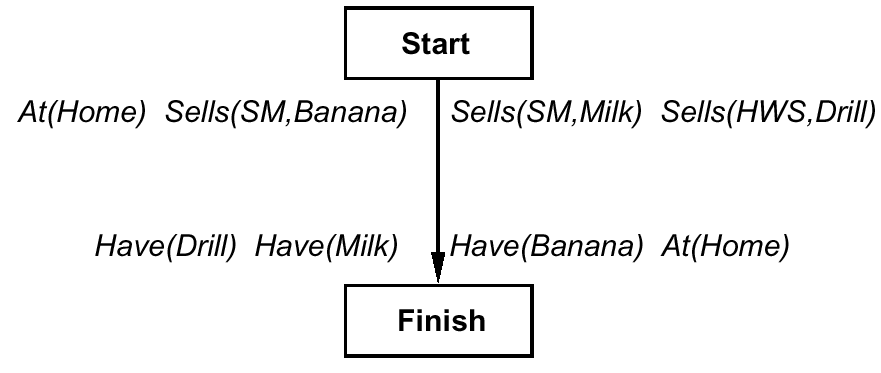 Start
At(Home) Sells(SM,Banana) Sells(SM,Milk) Sells(HWS,Drill)
Have(Drill) Have(Milk) Have(Banana) At(Home)
Finish